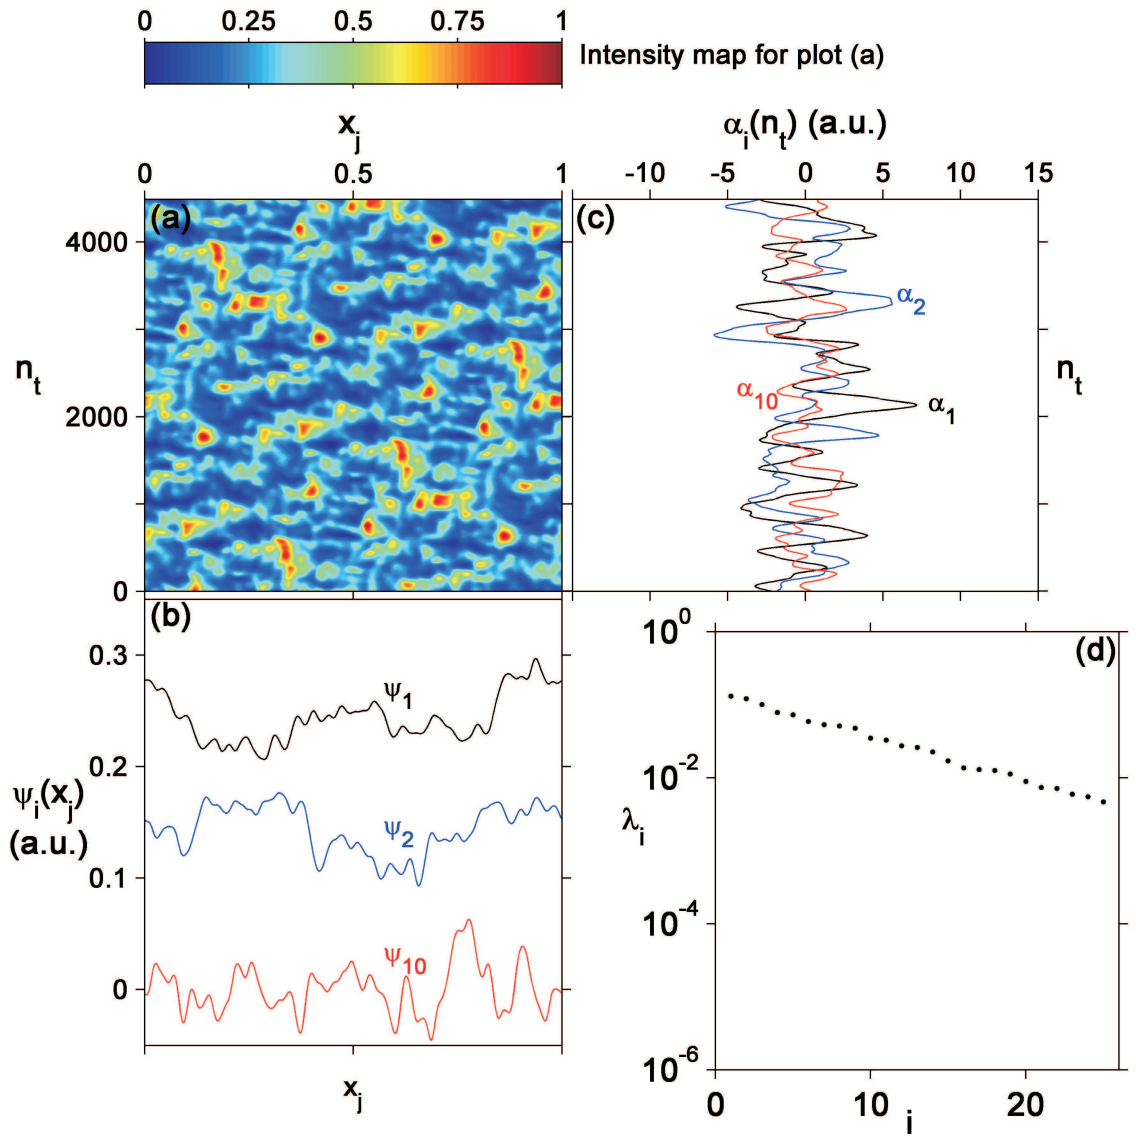 0 0.25 0.5 0.75 1
Intensity map for plot (a)
x_j
0 0.5 1
α_i(n_t) (a.u.)
-10 -5 0 5 10 15
(a)
(c)
4000
2000
0
n_t
α_2
α_10
α_1
n_t
(b)
0.3
0.2
0.1
0
ψ_i(x_j)
(a.u.)
ψ_1
ψ_2
ψ_10
x_j
(d)
10^0
10^-2
10^-4
10^-6
λ_i
0 10 20
i